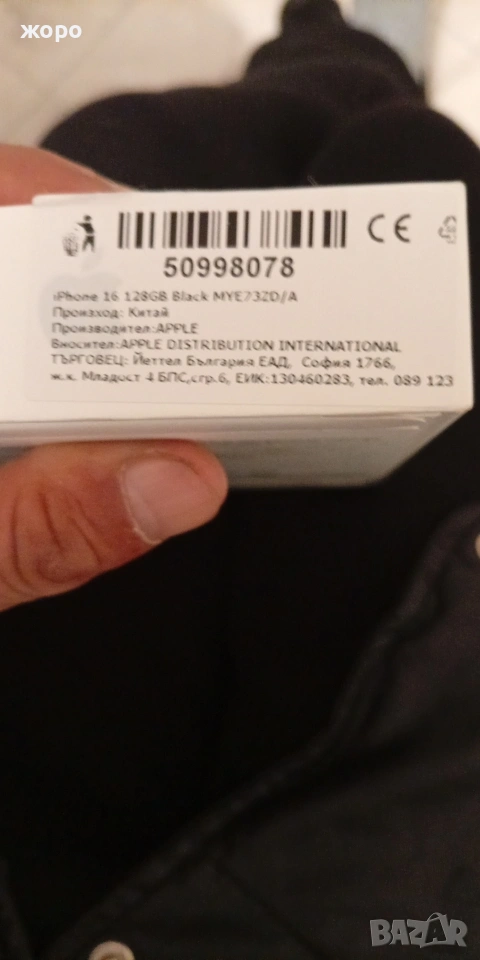 жоро
CE
50998078
iPhone 16 128GB Black MYE73ZD/A
Произход: Китай
Производител:APPLE
Вносител:APPLE DISTRIBUTION INTERNATIONAL
ТЪРГОВЕЦ: Йеттел България ЕАД, София 1766,
ж.к. Младост 4 БПС,сгр.6, ЕИК:130460283, тел. 089 123
BAZAR